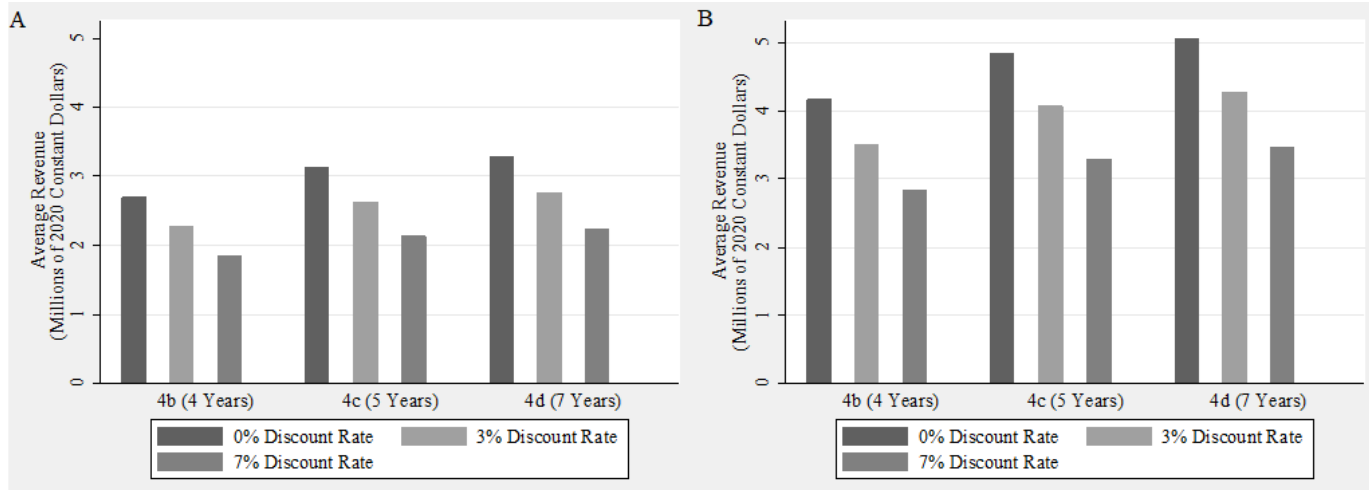 A
Average Revenue
(Millions of 2020 Constant Dollars)
5
4
3
2
1
0
4b (4 Years) 4c (5 Years) 4d (7 Years)
0% Discount Rate 3% Discount Rate
7% Discount Rate
B
Average Revenue
(Millions of 2020 Constant Dollars)
5
4
3
2
1
0
4b (4 Years) 4c (5 Years) 4d (7 Years)
0% Discount Rate 3% Discount Rate
7% Discount Rate